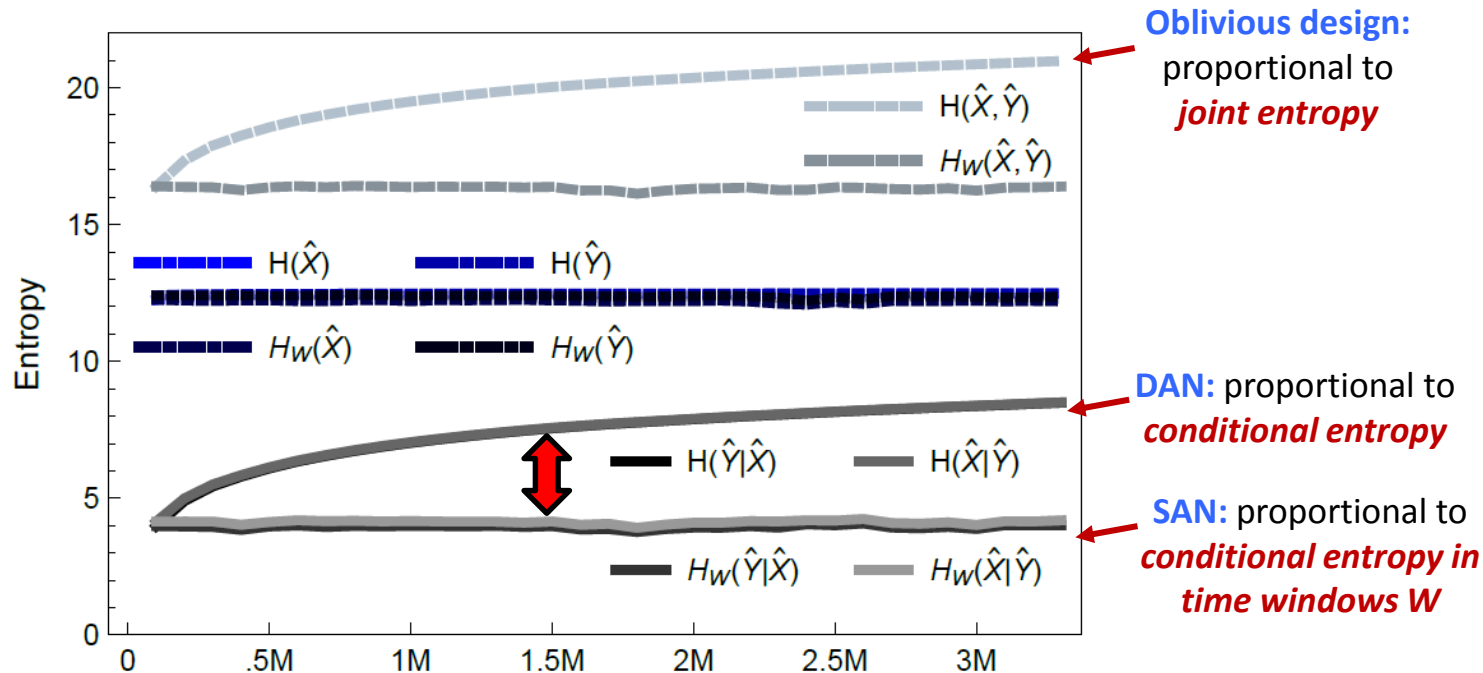 Oblivious design:
proportional to
joint entropy
20
H(X̂,Ŷ)
H_W(X̂,Ŷ)
15
H(X̂)
H(Ŷ)
H_W(X̂)
H_W(Ŷ)
10
Entropy
DAN: proportional to
conditional entropy
H(Ŷ|X̂)
H(X̂|Ŷ)
5
SAN: proportional to
conditional entropy in
time windows W
H_W(Ŷ|X̂)
H_W(X̂|Ŷ)
0
0 .5M 1M 1.5M 2M 2.5M 3M